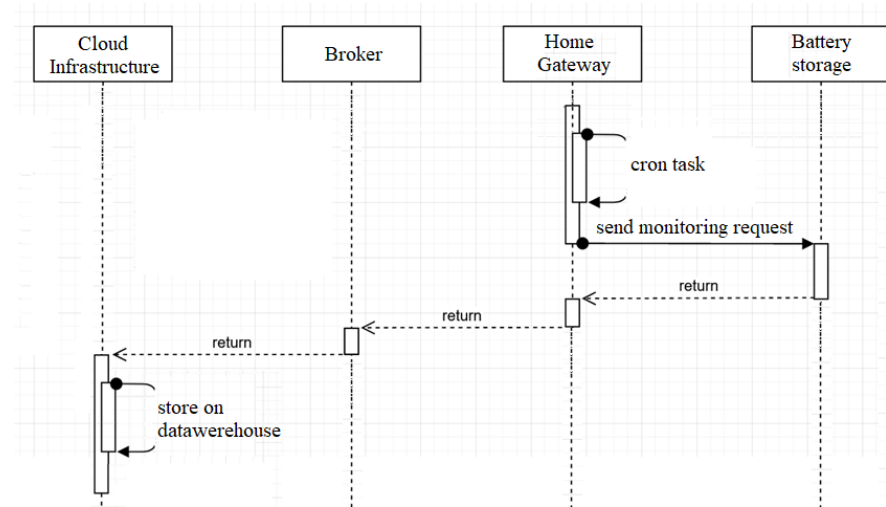 Cloud
Infrastructure
Broker
Home
Gateway
Battery
storage
cron task
send monitoring request
return
return
return
store on
datawerehouse